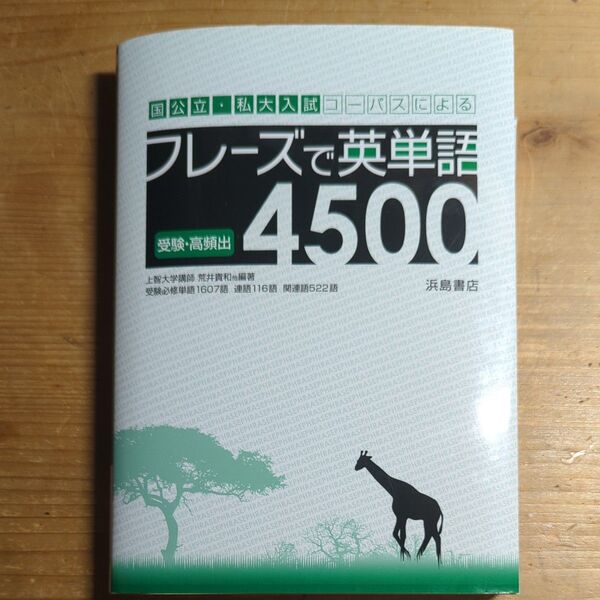 国公立・私大入試コーパスによる
フレーズで英単語
受験・高頻出
4500
上智大学講師 荒井貴和他編著
受験必修単語1607語 連語116語 関連語522語
浜島書店